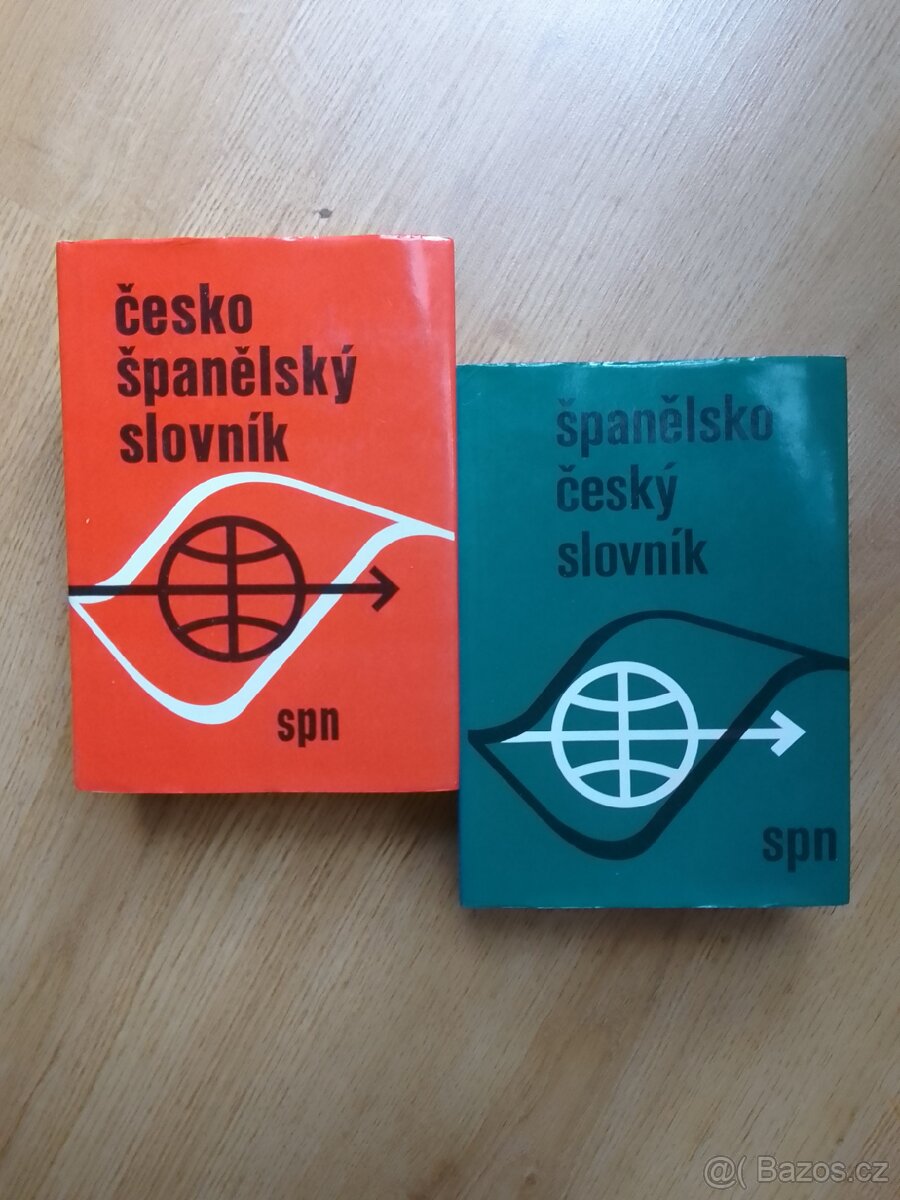 česko
španělský
slovník
spn
španělsko
český
slovník
spn
@( Bazos.cz